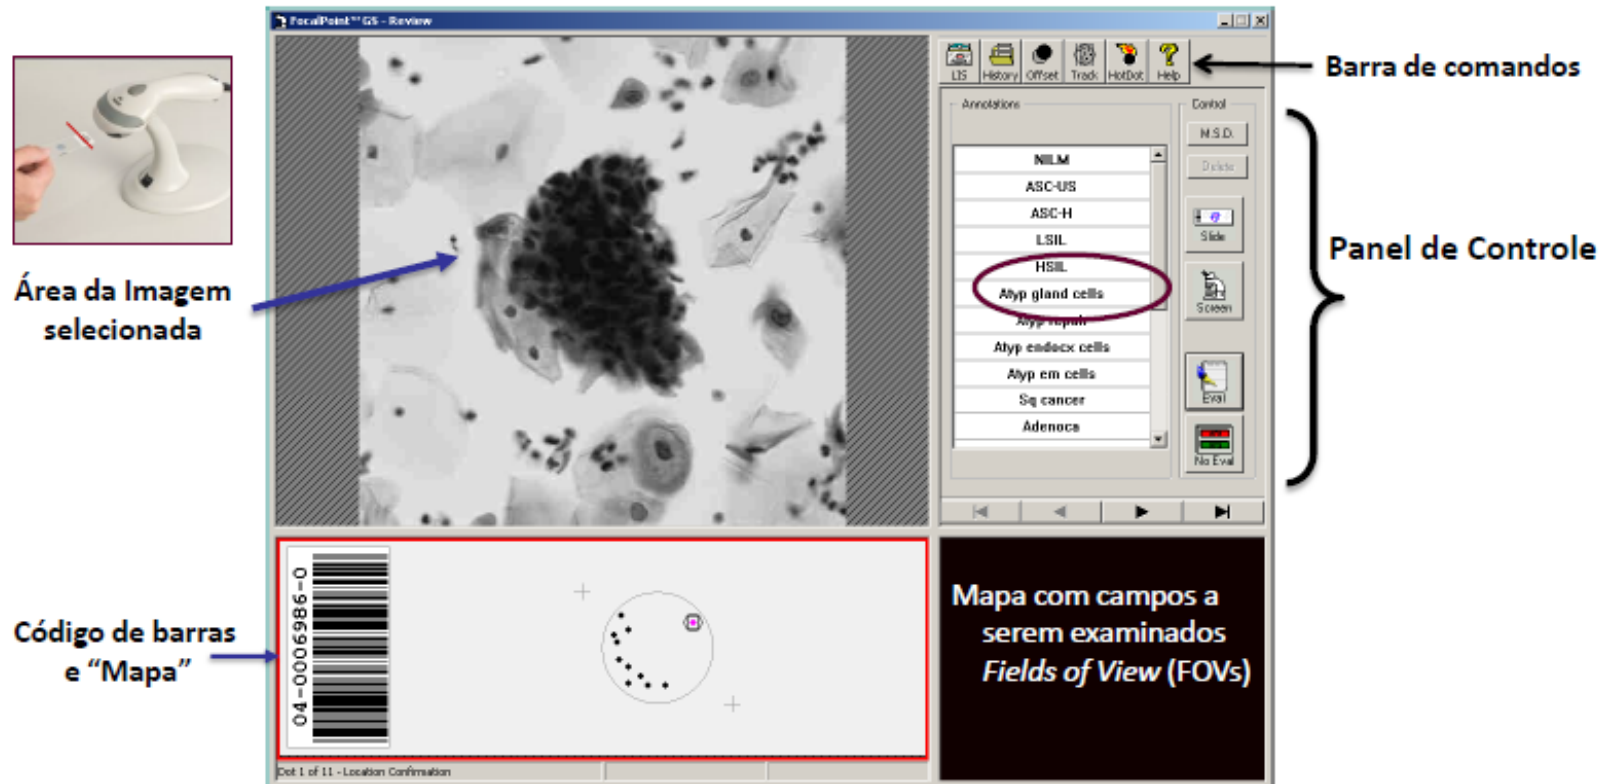 FocalPoint™ GS - Review
LIS
History
Offset
Track
HotDot
Help
Barra de comandos
Annotations
Control
M.S.D.
Delete
NILM
ASC-US
ASC-H
LSIL
HSIL
Atyp gland cells
Atyp repair
Atyp endocx cells
Atyp em cells
Sq cancer
Adenoca
Slide
Screen
Eval
No Eval
Panel de Controle
Área da Imagem
selecionada
Código de barras
e “Mapa”
04-0006986-0
Mapa com campos a
serem examinados
Fields of View (FOVs)
Dot 1 of 11 - Location Confirmation